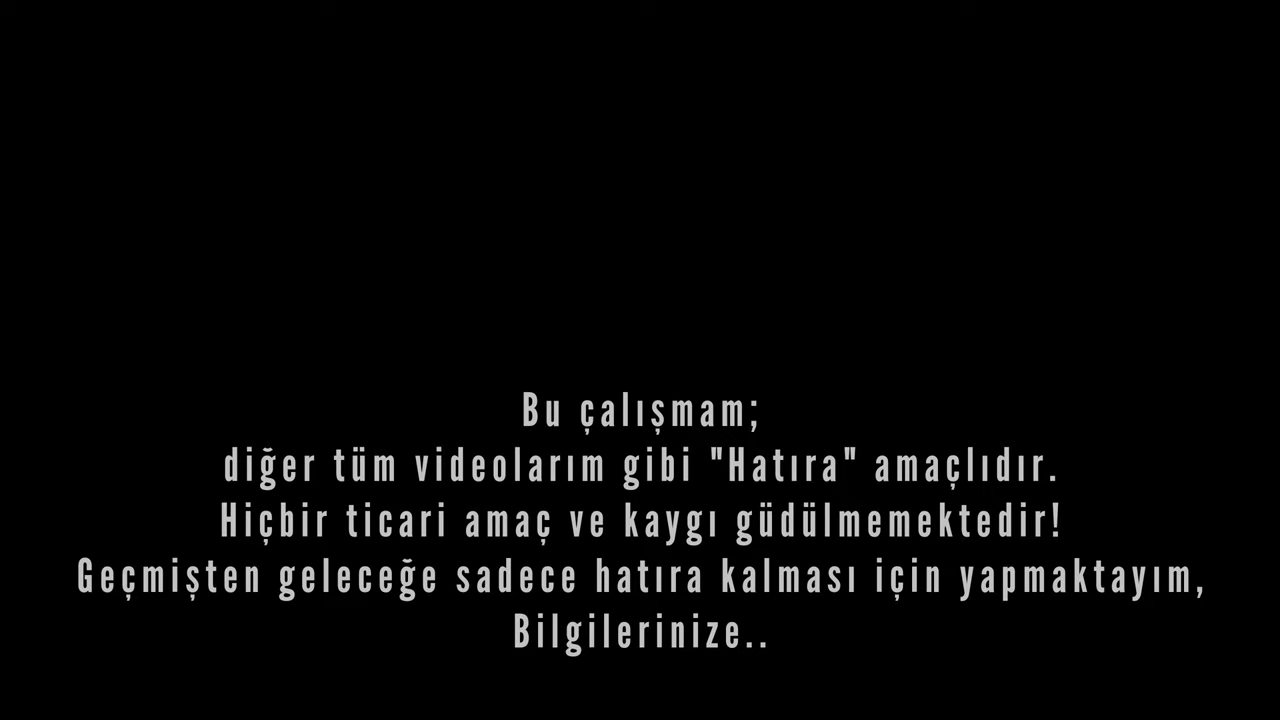 Bu çalışmam;
diğer tüm videolarım gibi "Hatıra" amaçlıdır.
Hiçbir ticari amaç ve kaygı güdülmemektedir!
Geçmişten geleceğe sadece hatıra kalması için yapmaktayım,
Bilgilerinize..